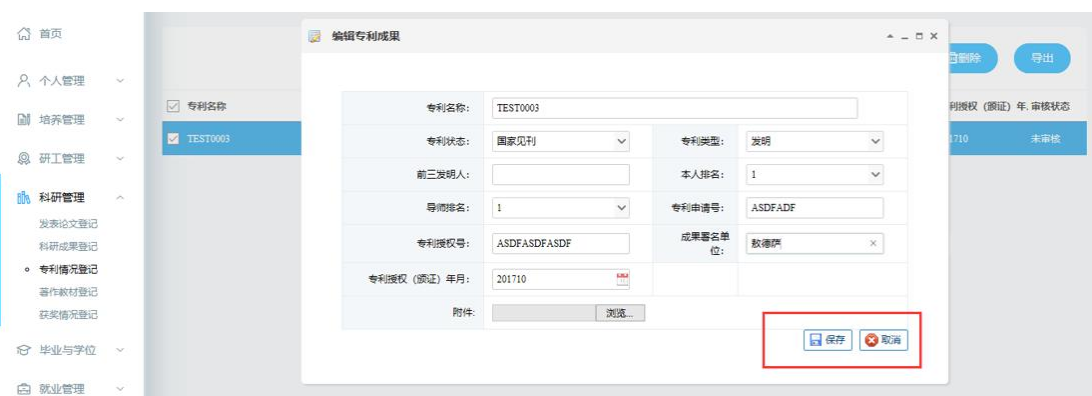 首页
个人管理
培养管理
研工管理
科研管理
发表论文登记
科研成果登记
专利情况登记
著作教材登记
获奖情况登记
毕业与学位
就业管理
删除
导出
专利名称
利授权（颁证）年. 审核状态
TEST0003
1710 未审核
编辑专利成果
专利名称： TEST0003
专利状态： 国家见刊 专利类型： 发明
前三发明人： 本人排名： 1
导师排名： 1 专利申请号： ASDFADF
专利授权号： ASDFASDFASDF 成果署名单位： 敖德萨
专利授权（颁证）年月： 201710
附件: 浏览...
保存 取消